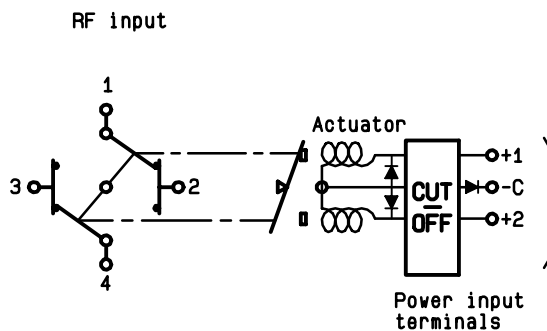 RF input
1
3
2
4
Actuator
CUT
OFF
+1
-C
+2
Power input
terminals